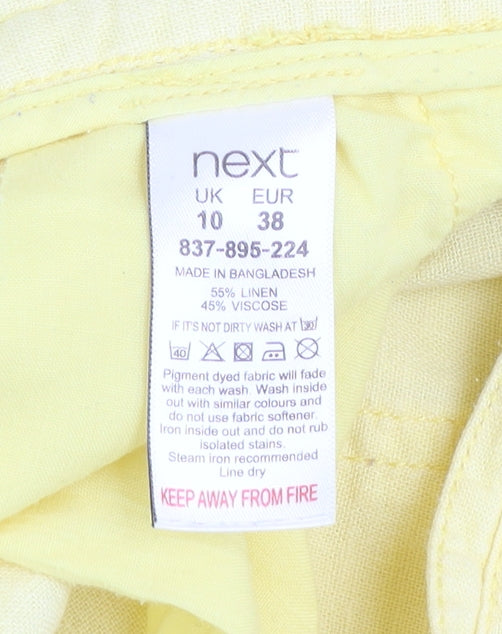 next
UK EUR
10 38
837-895-224
MADE IN BANGLADESH
55% LINEN
45% VISCOSE
IF IT'S NOT DIRTY WASH AT 30
40
Pigment dyed fabric will fade
with each wash. Wash inside
out with similar colours and
do not use fabric softener.
Iron inside out and do not rub
isolated stains.
Steam iron recommended
Line dry
KEEP AWAY FROM FIRE